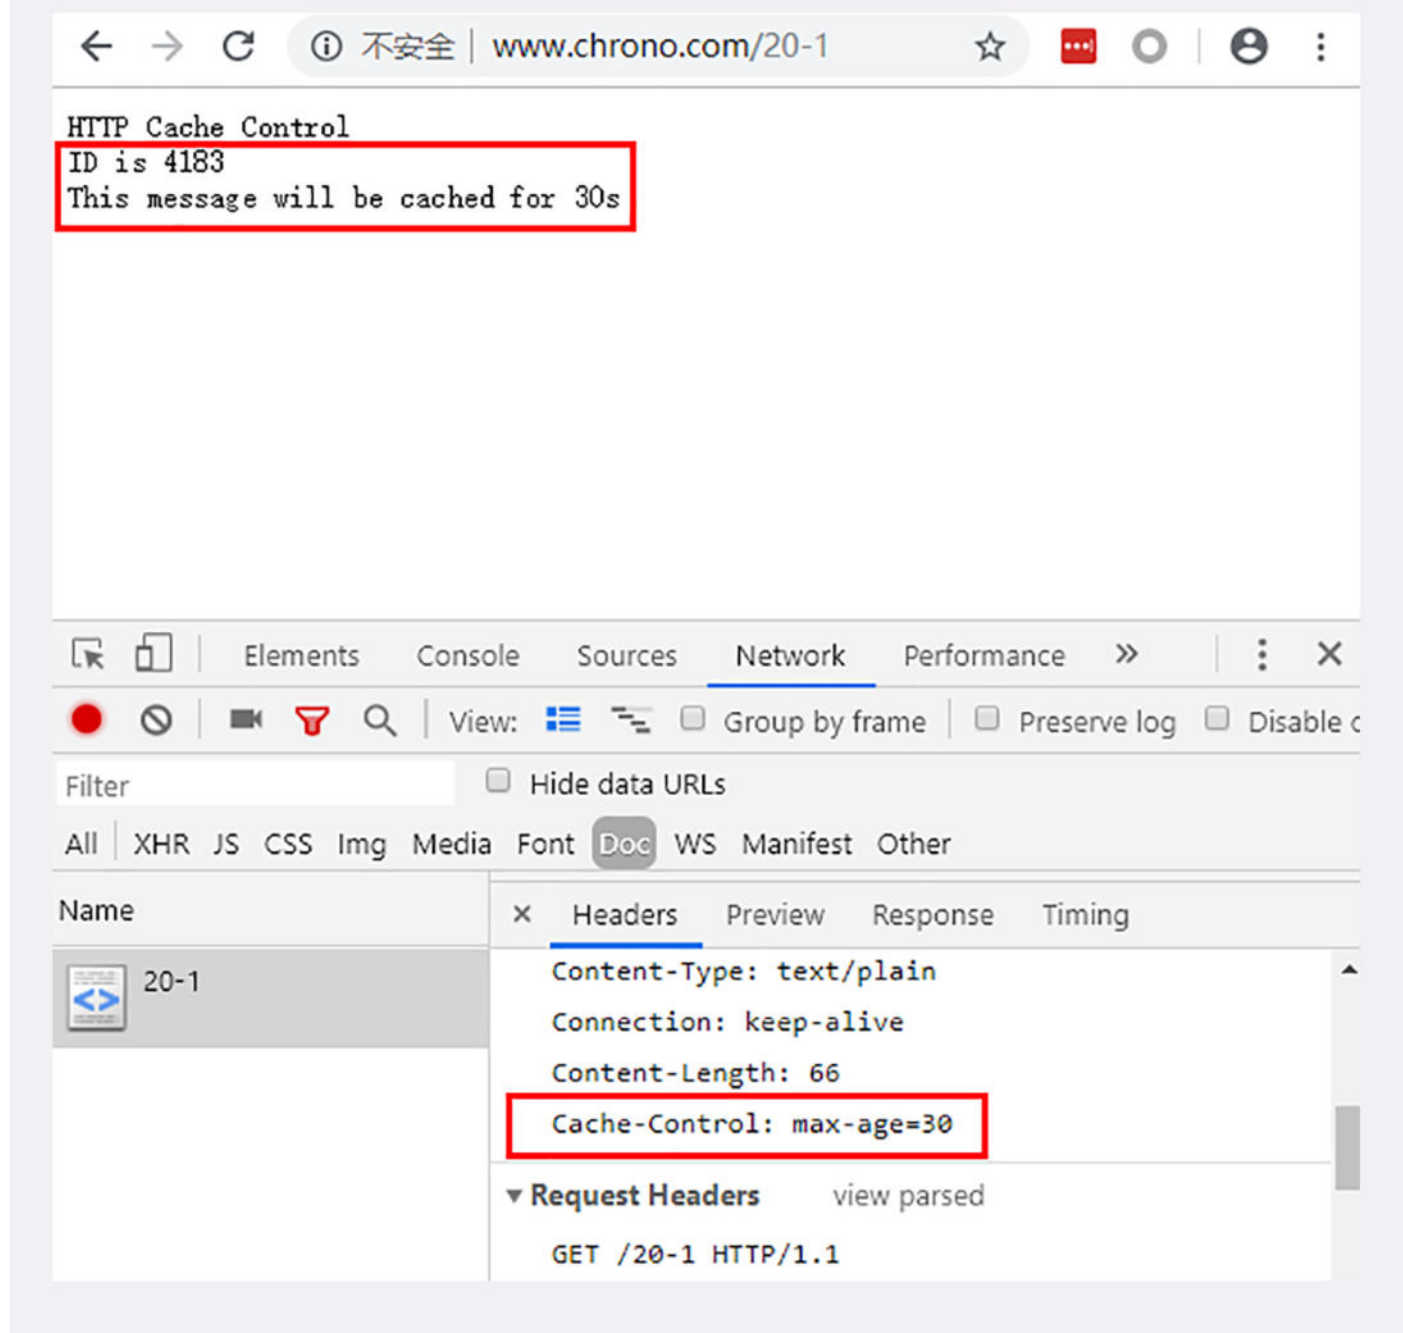 不安全 www.chrono.com/20-1
HTTP Cache Control
ID is 4183
This message will be cached for 30s
Elements Console Sources Network Performance
View: Group by frame Preserve log Disable c
Filter Hide data URLs
All XHR JS CSS Img Media Font Doc WS Manifest Other
Name
Headers Preview Response Timing
20-1
Content-Type: text/plain
Connection: keep-alive
Content-Length: 66
Cache-Control: max-age=30
Request Headers view parsed
GET /20-1 HTTP/1.1